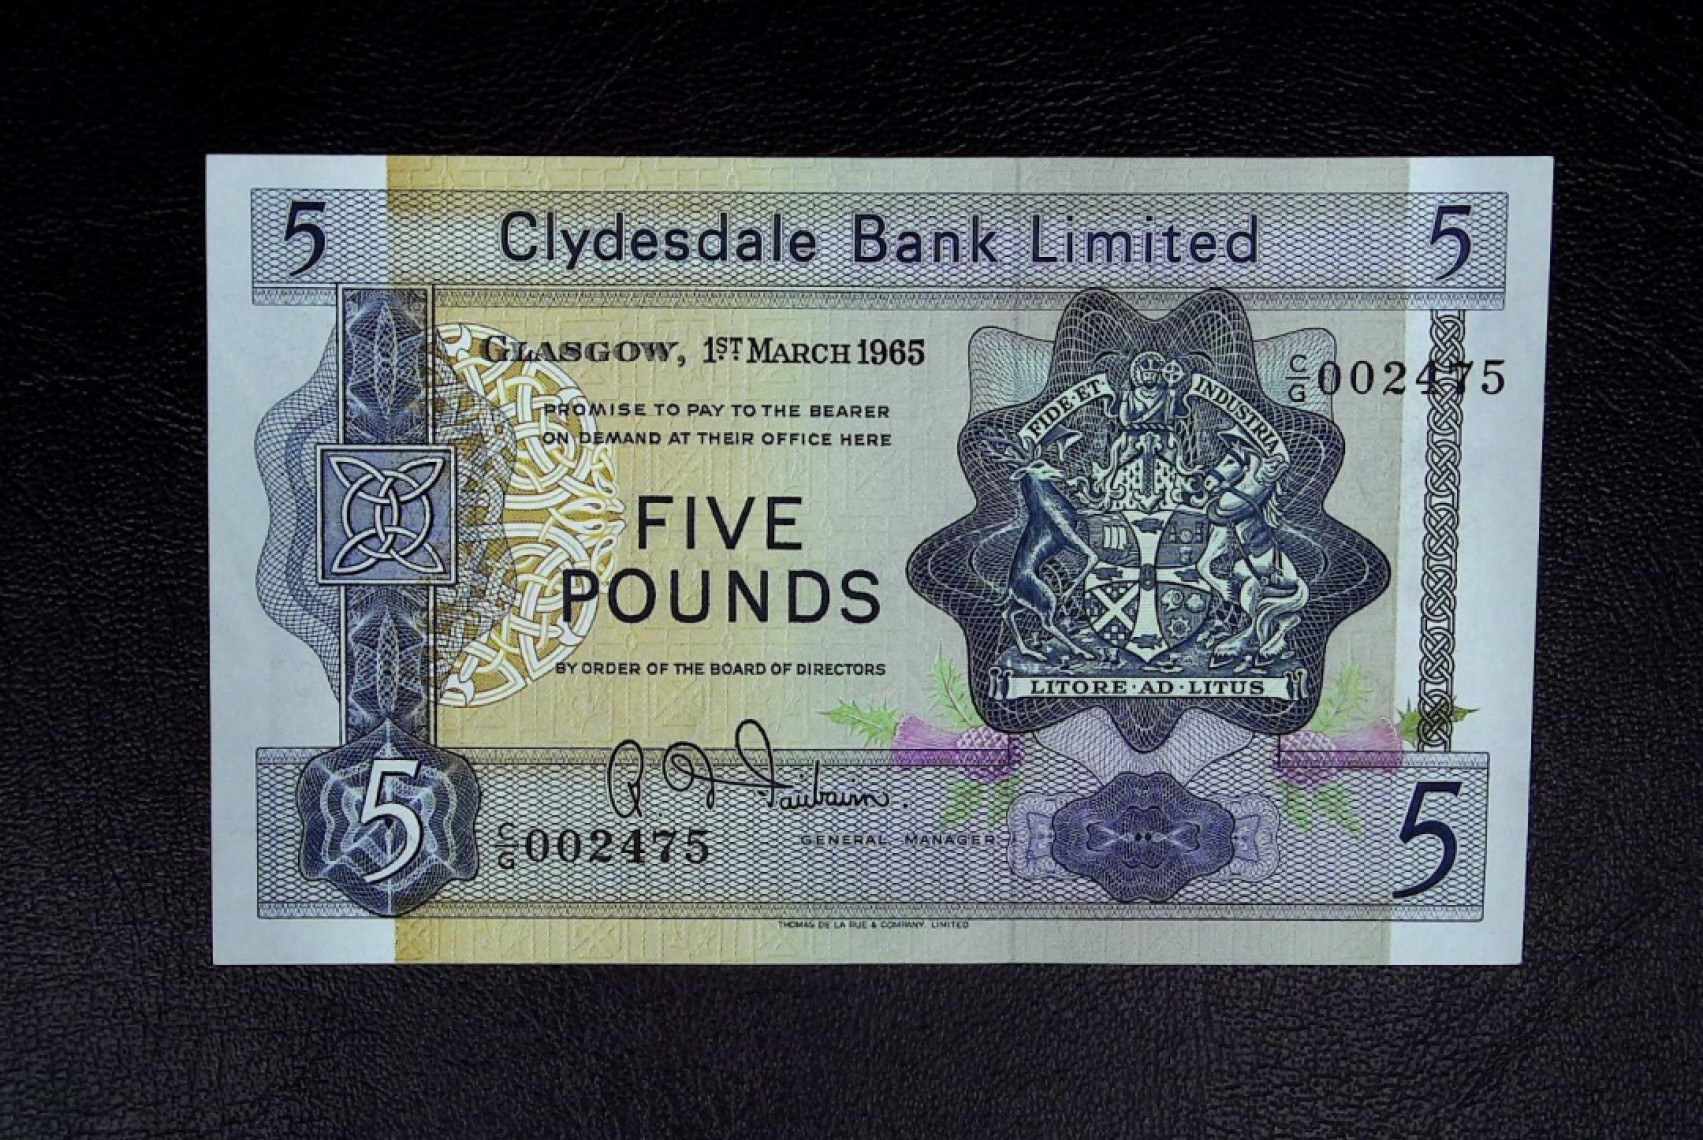 5 Clydesdale Bank Limited 5
GLASGOW, 1ST MARCH 1965
C/G 002475
PROMISE TO PAY TO THE BEARER
ON DEMAND AT THEIR OFFICE HERE
FIDE·ET· INDUSTRIA
FIVE
POUNDS
BY ORDER OF THE BOARD OF DIRECTORS
LITORE·AD·LITUS
R. D. Fairbairn.
5 C/G 002475 GENERAL MANAGER 5
THOMAS DE LA RUE & COMPANY, LIMITED